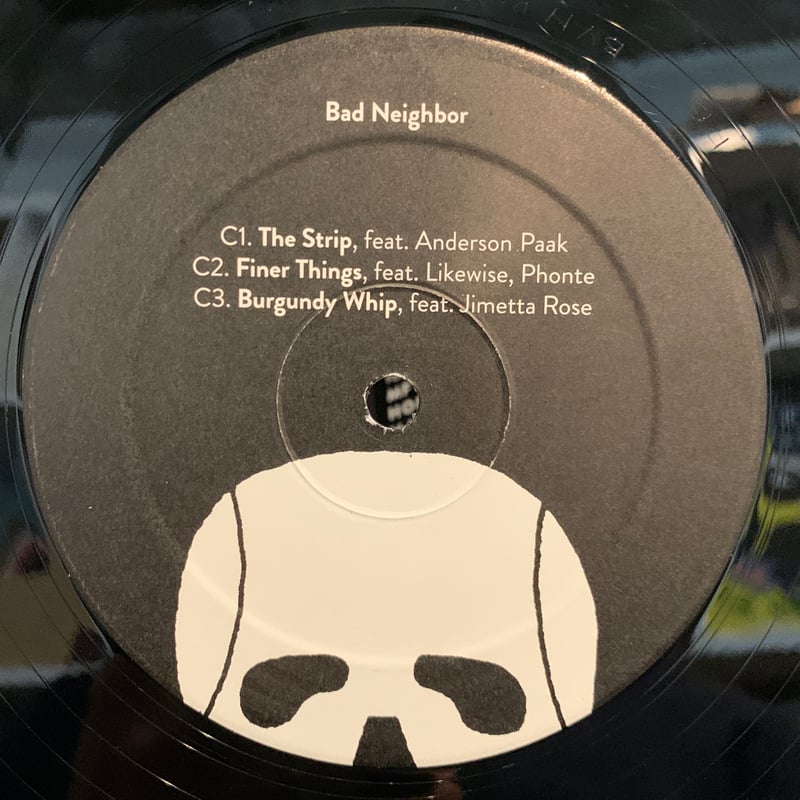 Bad Neighbor
C1. The Strip, feat. Anderson Paak
C2. Finer Things, feat. Likewise, Phonte
C3. Burgundy Whip, feat. Jimetta Rose